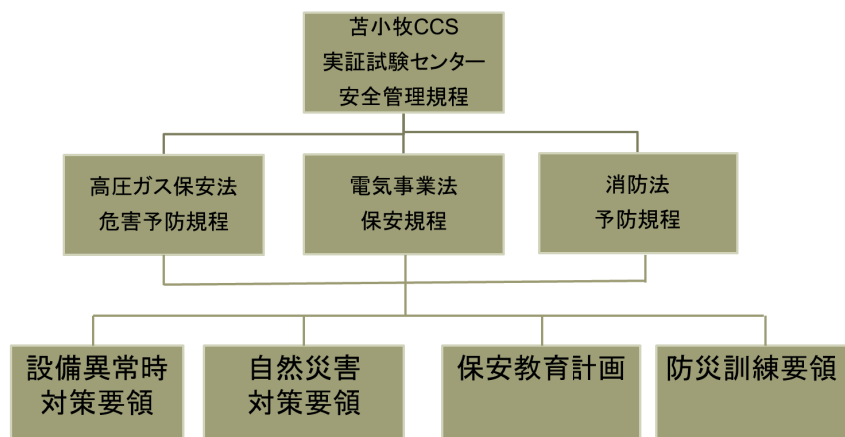 苫小牧CCS
実証試験センター
安全管理規程
高圧ガス保安法
危害予防規程
電気事業法
保安規程
消防法
予防規程
設備異常時
対策要領
自然災害
対策要領
保安教育計画
防災訓練要領